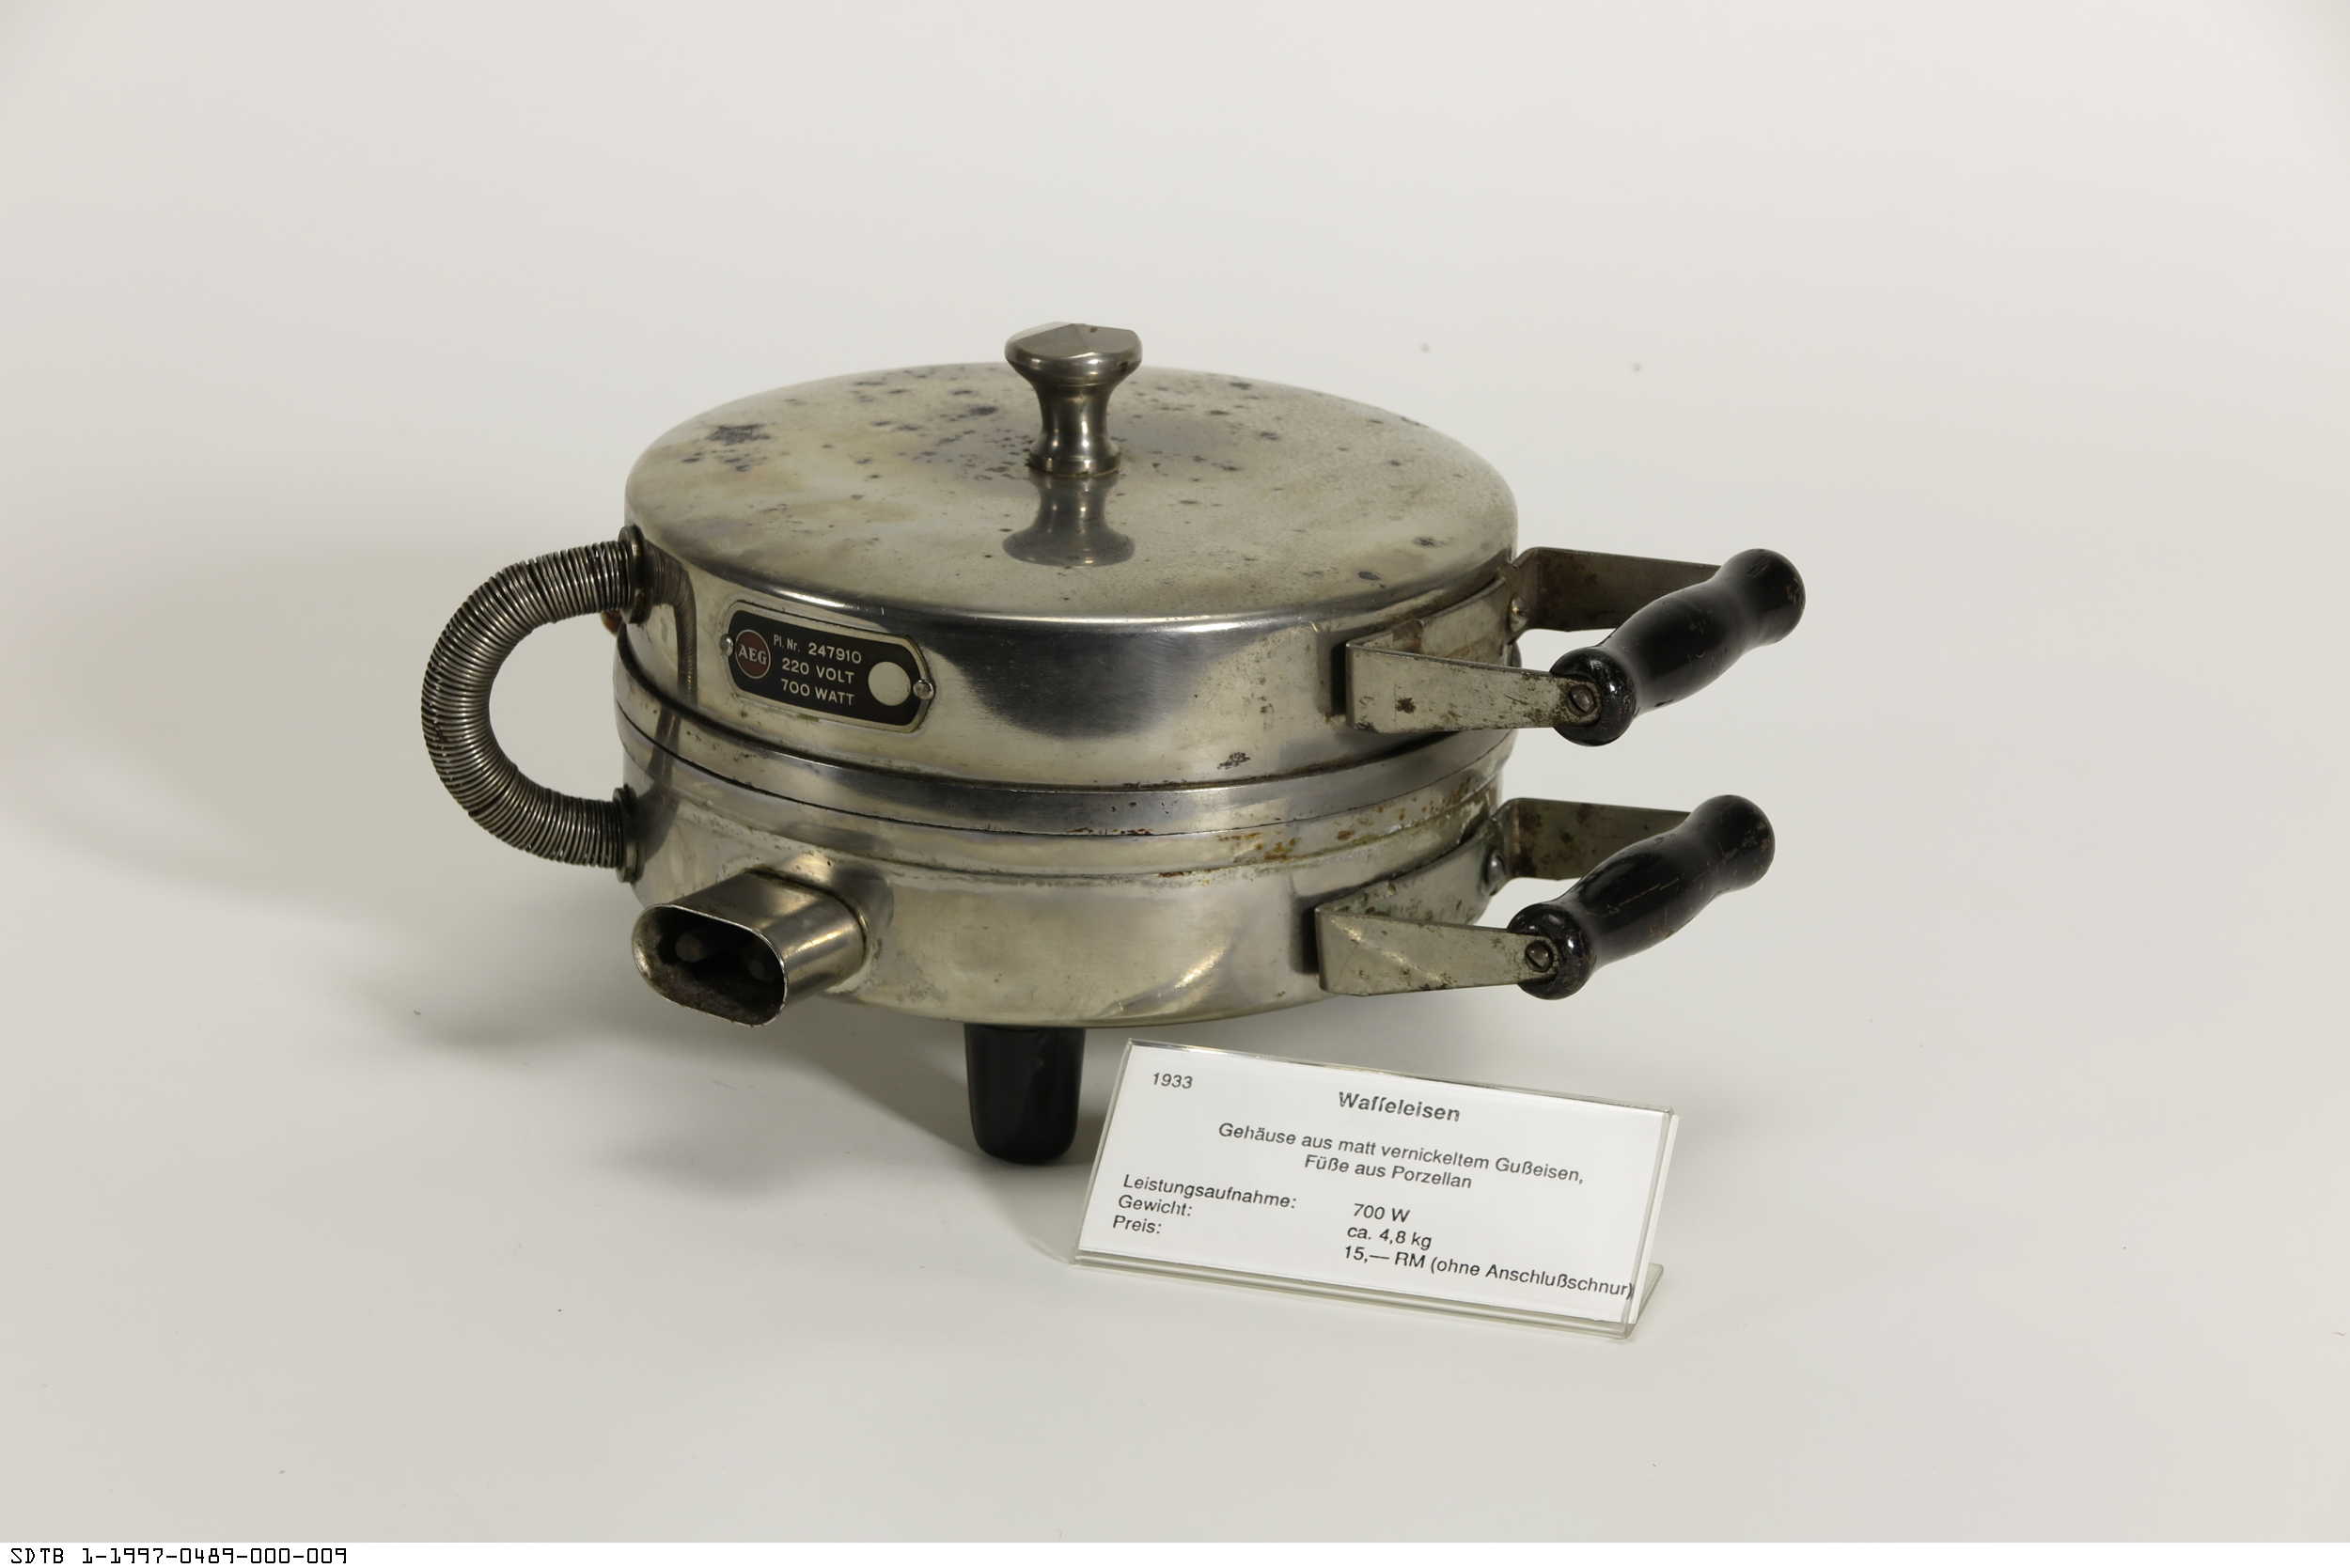 AEG
Pl. Nr. 247910
220 VOLT
700 WATT
1933
Waffeleisen
Gehäuse aus matt vernickeltem Gußeisen,
Füße aus Porzellan
Leistungsaufnahme: 700 W
Gewicht: ca. 4,8 kg
Preis: 15,— RM (ohne Anschlußschnur)
SDTB 1-1997-0489-000-009